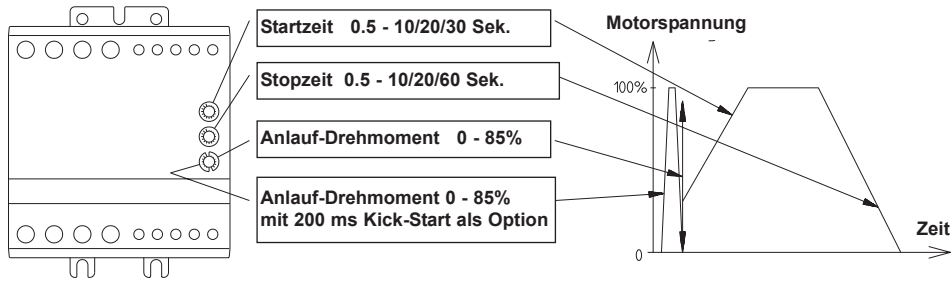 Startzeit 0.5 - 10/20/30 Sek.
Stopzeit 0.5 - 10/20/60 Sek.
Anlauf-Drehmoment 0 - 85%
Anlauf-Drehmoment 0 - 85%
mit 200 ms Kick-Start als Option
Motorspannung
100%
0
Zeit